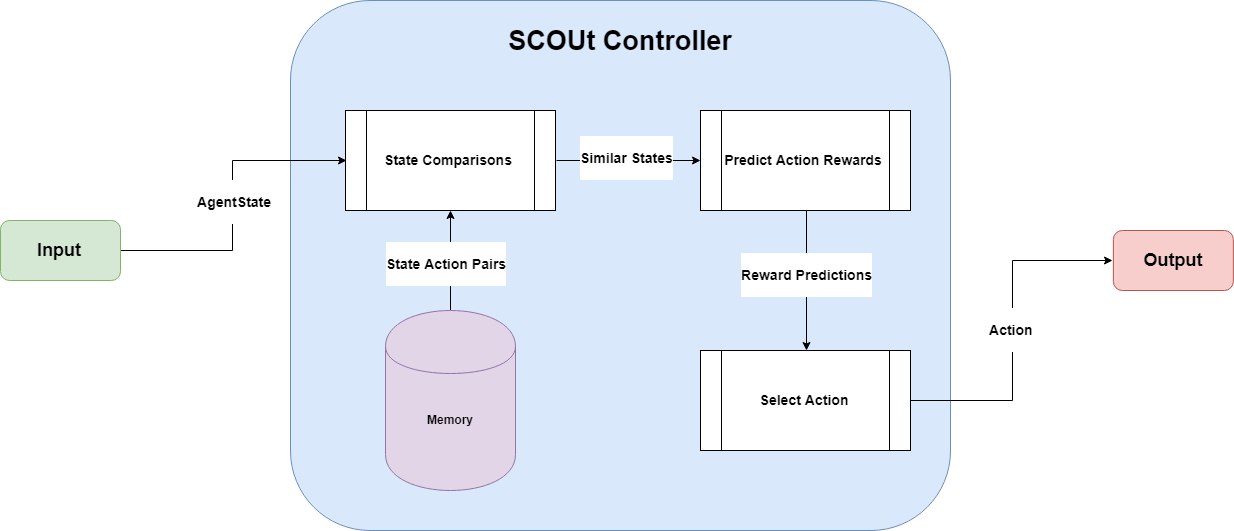 SCOUt Controller
State Comparisons
Similar States
Predict Action Rewards
AgentState
Input
State Action Pairs
Reward Predictions
Output
Action
Memory
Select Action